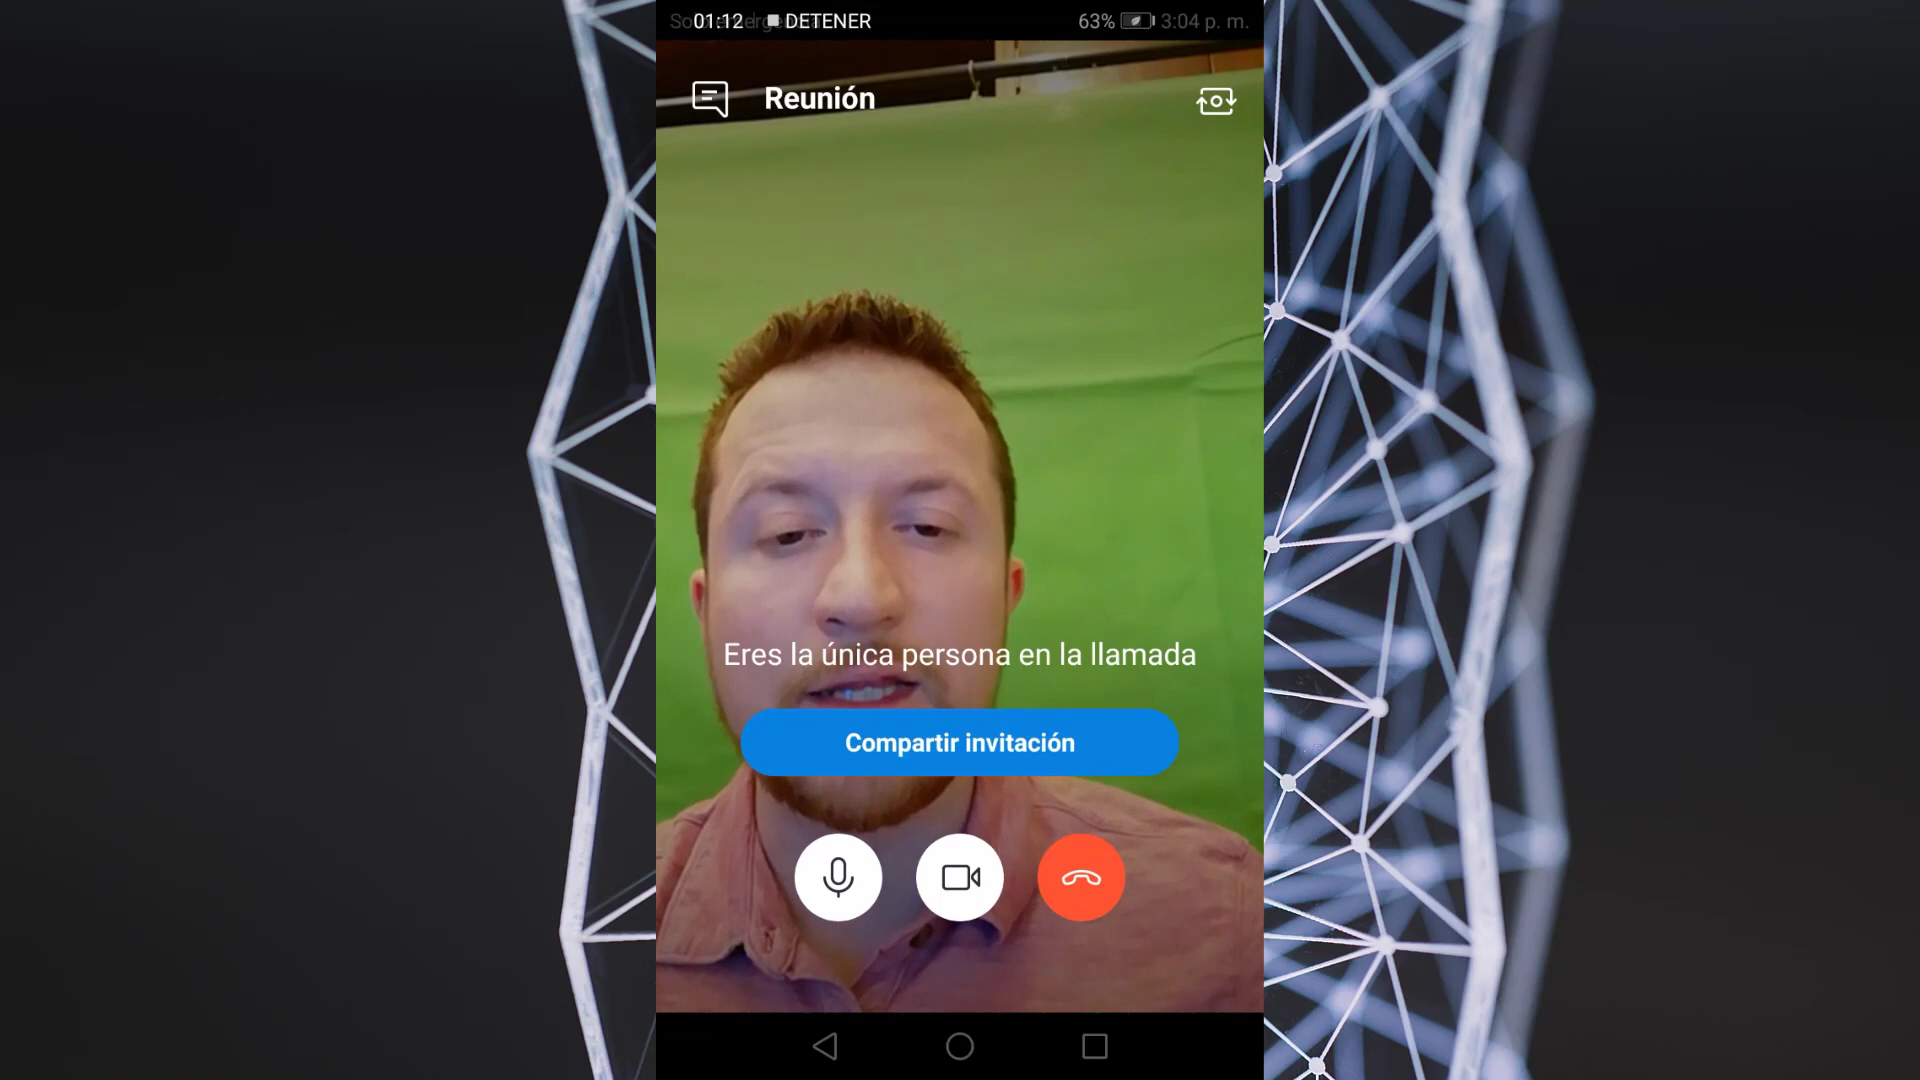 01:12 DETENER 63% 3:04 p. m.
Reunión
Eres la única persona en la llamada
Compartir invitación